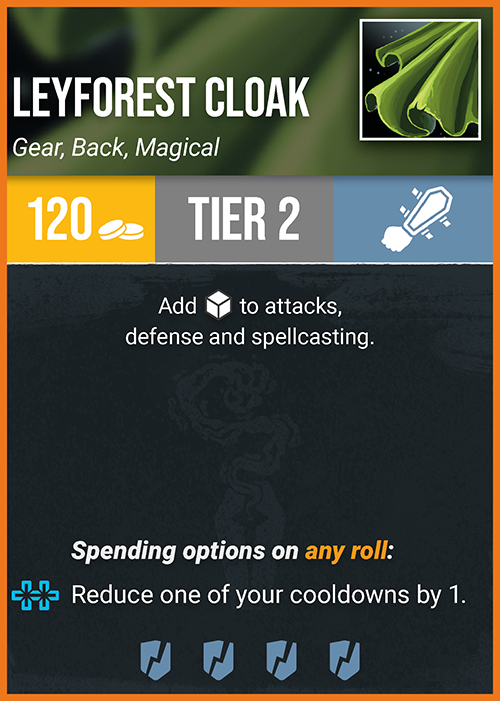 LEYFOREST CLOAK
Gear, Back, Magical
120
TIER 2
Add to attacks,
defense and spellcasting.
Spending options on any roll:
Reduce one of your cooldowns by 1.